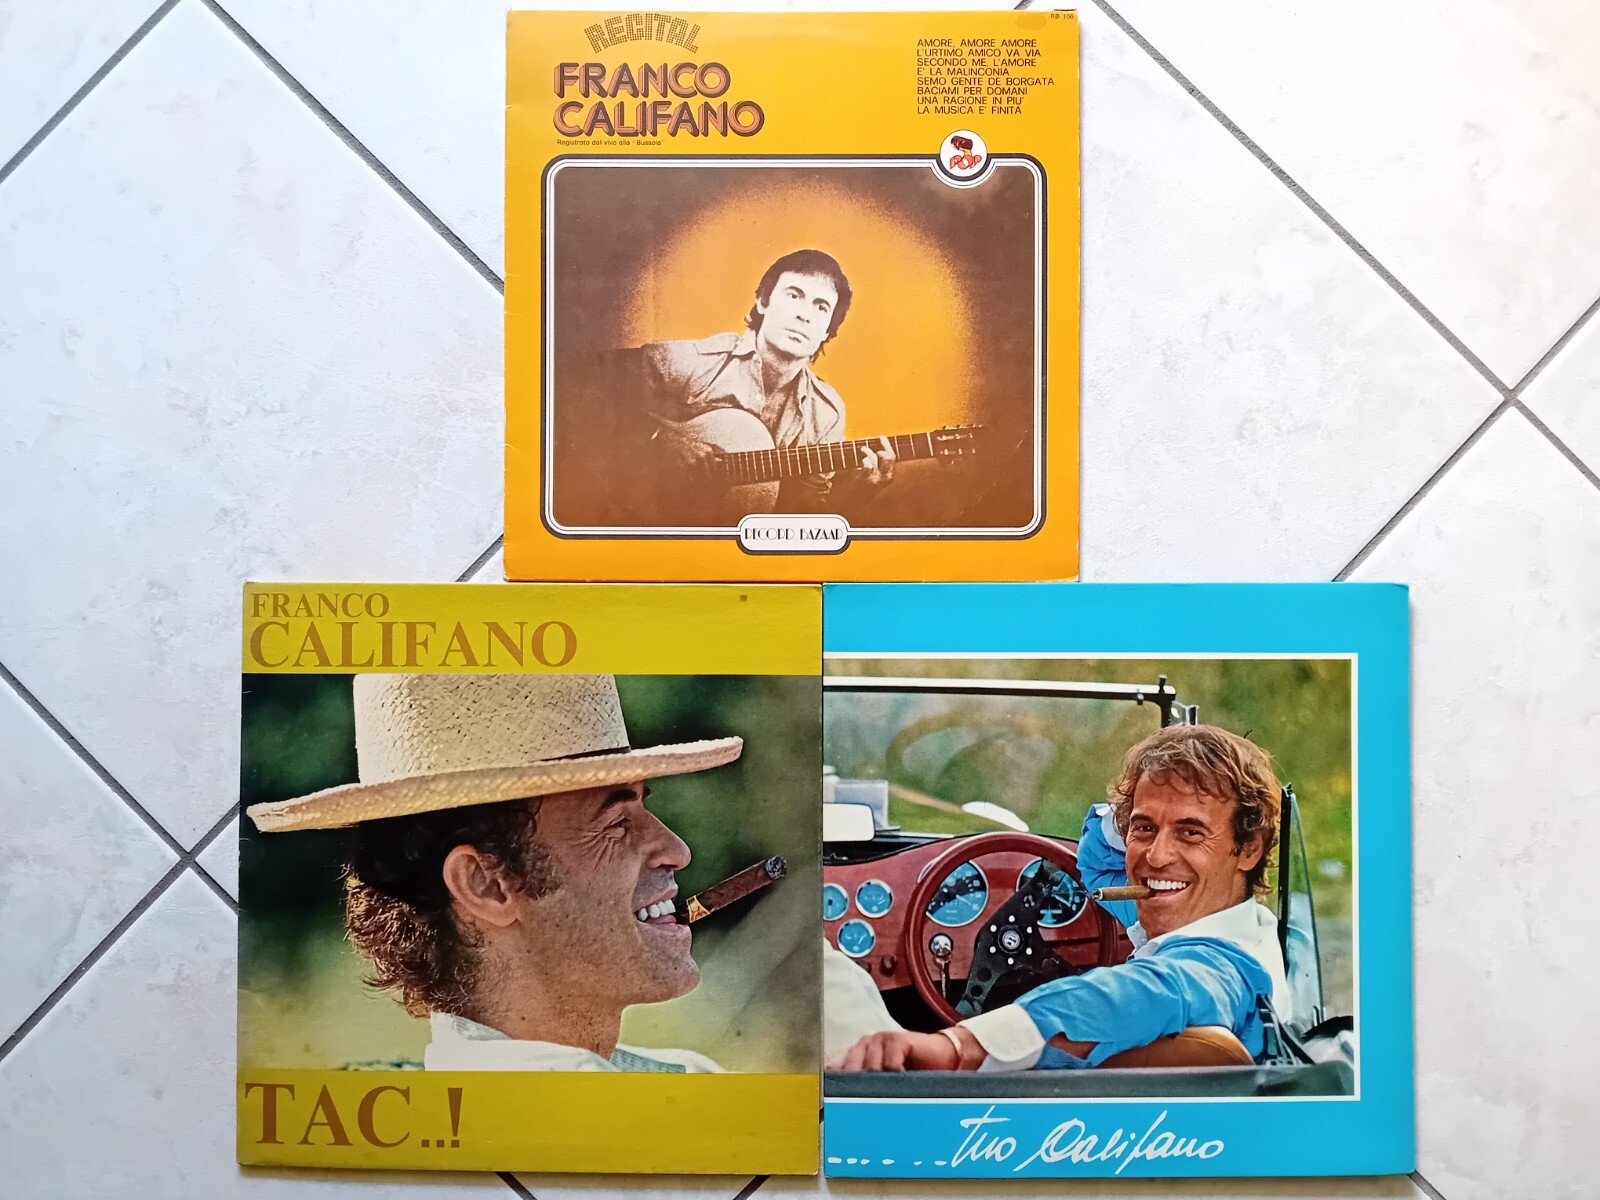 RECITAL
FRANCO
CALIFANO
Registrato dal vivo alla "Bussola"
RB 156
AMORE, AMORE AMORE
L'URTIMO AMICO VA VIA
SECONDO ME, L'AMORE
E' LA MALINCONIA
SEMO GENTE DE BORGATA
BACIAMI PER DOMANI
UNA RAGIONE IN PIU'
LA MUSICA E' FINITA
POP
RECORD BAZAAR
FRANCO
CALIFANO
TAC..!
..... . ..tuo Califano